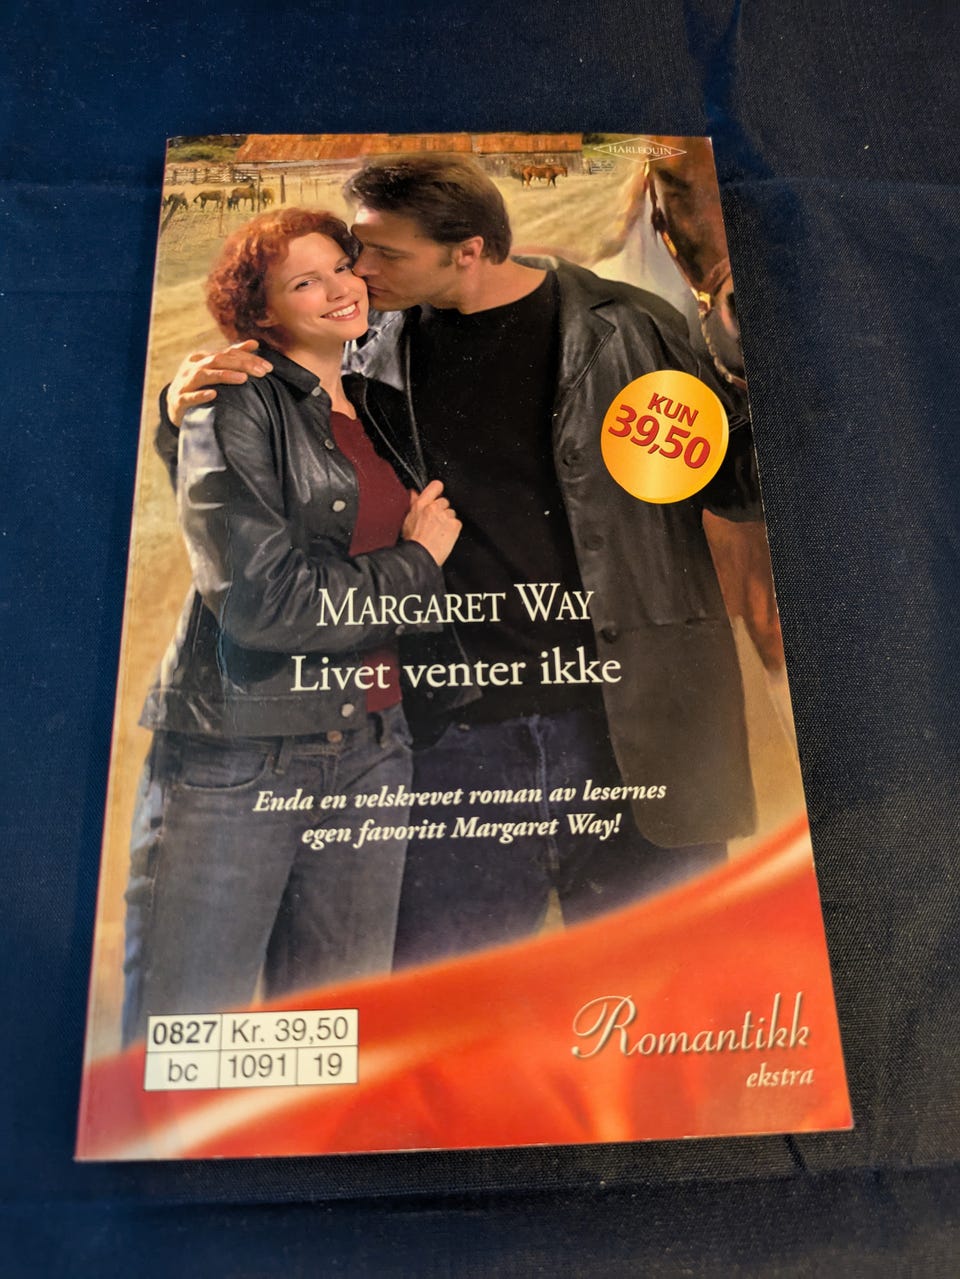 HARLEQUIN
KUN
39,50
MARGARET WAY
Livet venter ikke
Enda en velskrevet roman av lesernes
egen favoritt Margaret Way!
Romantikk
ekstra
0827 Kr. 39,50
bc 1091 19